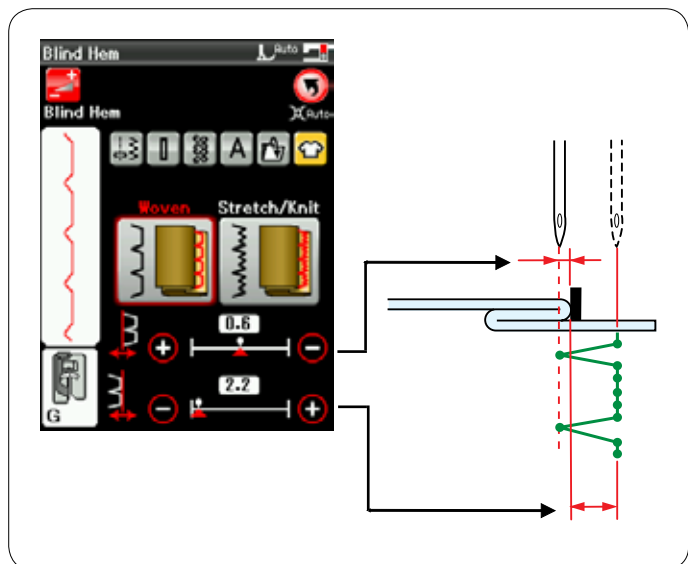 Blind Hem
Auto
Blind Hem
Auto
A
Woven Stretch/Knit
0.6
+ −
2.2
− +
G